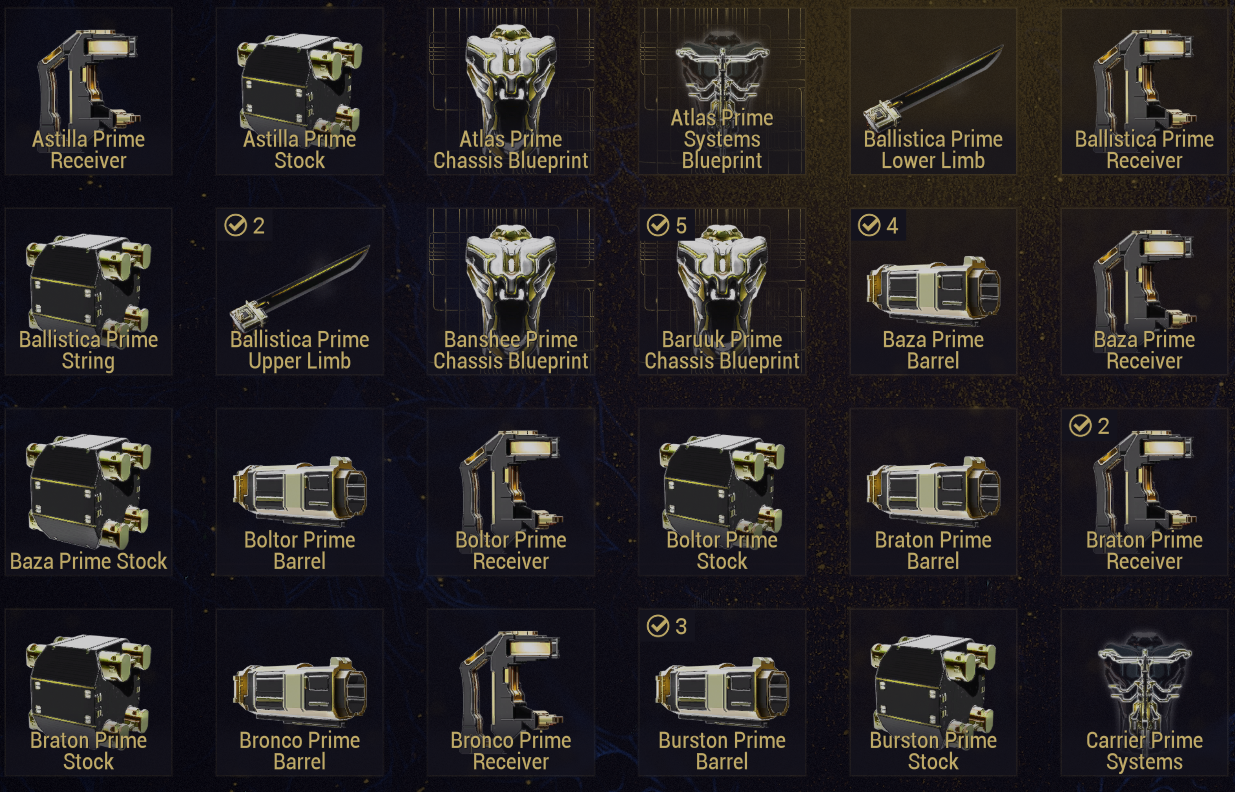 Astilla Prime
Receiver
Astilla Prime
Stock
Atlas Prime
Chassis Blueprint
Atlas Prime
Systems
Blueprint
Ballistica Prime
Lower Limb
Ballistica Prime
Receiver
Ballistica Prime
String
2
Ballistica Prime
Upper Limb
Banshee Prime
Chassis Blueprint
5
Baruuk Prime
Chassis Blueprint
4
Baza Prime
Barrel
Baza Prime
Receiver
Baza Prime Stock
Boltor Prime
Barrel
Boltor Prime
Receiver
Boltor Prime
Stock
Braton Prime
Barrel
2
Braton Prime
Receiver
Braton Prime
Stock
Bronco Prime
Barrel
Bronco Prime
Receiver
3
Burston Prime
Barrel
Burston Prime
Stock
Carrier Prime
Systems